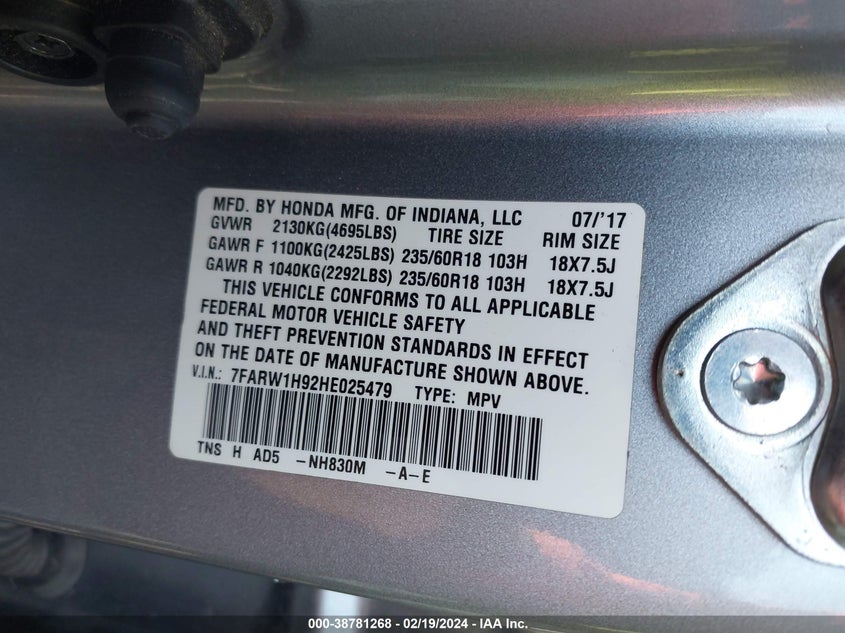 MFD. BY HONDA MFG. OF INDIANA, LLC 07/'17
GVWR 2130KG(4695LBS) TIRE SIZE RIM SIZE
GAWR F 1100KG(2425LBS) 235/60R18 103H 18X7.5J
GAWR R 1040KG(2292LBS) 235/60R18 103H 18X7.5J
THIS VEHICLE CONFORMS TO ALL APPLICABLE
FEDERAL MOTOR VEHICLE SAFETY
AND THEFT PREVENTION STANDARDS IN EFFECT
ON THE DATE OF MANUFACTURE SHOWN ABOVE.
V.I.N.: 7FARW1H92HE025479 TYPE: MPV
TNS H AD5 -NH830M -A-E
000-38781268 - 02/19/2024 - IAA Inc.